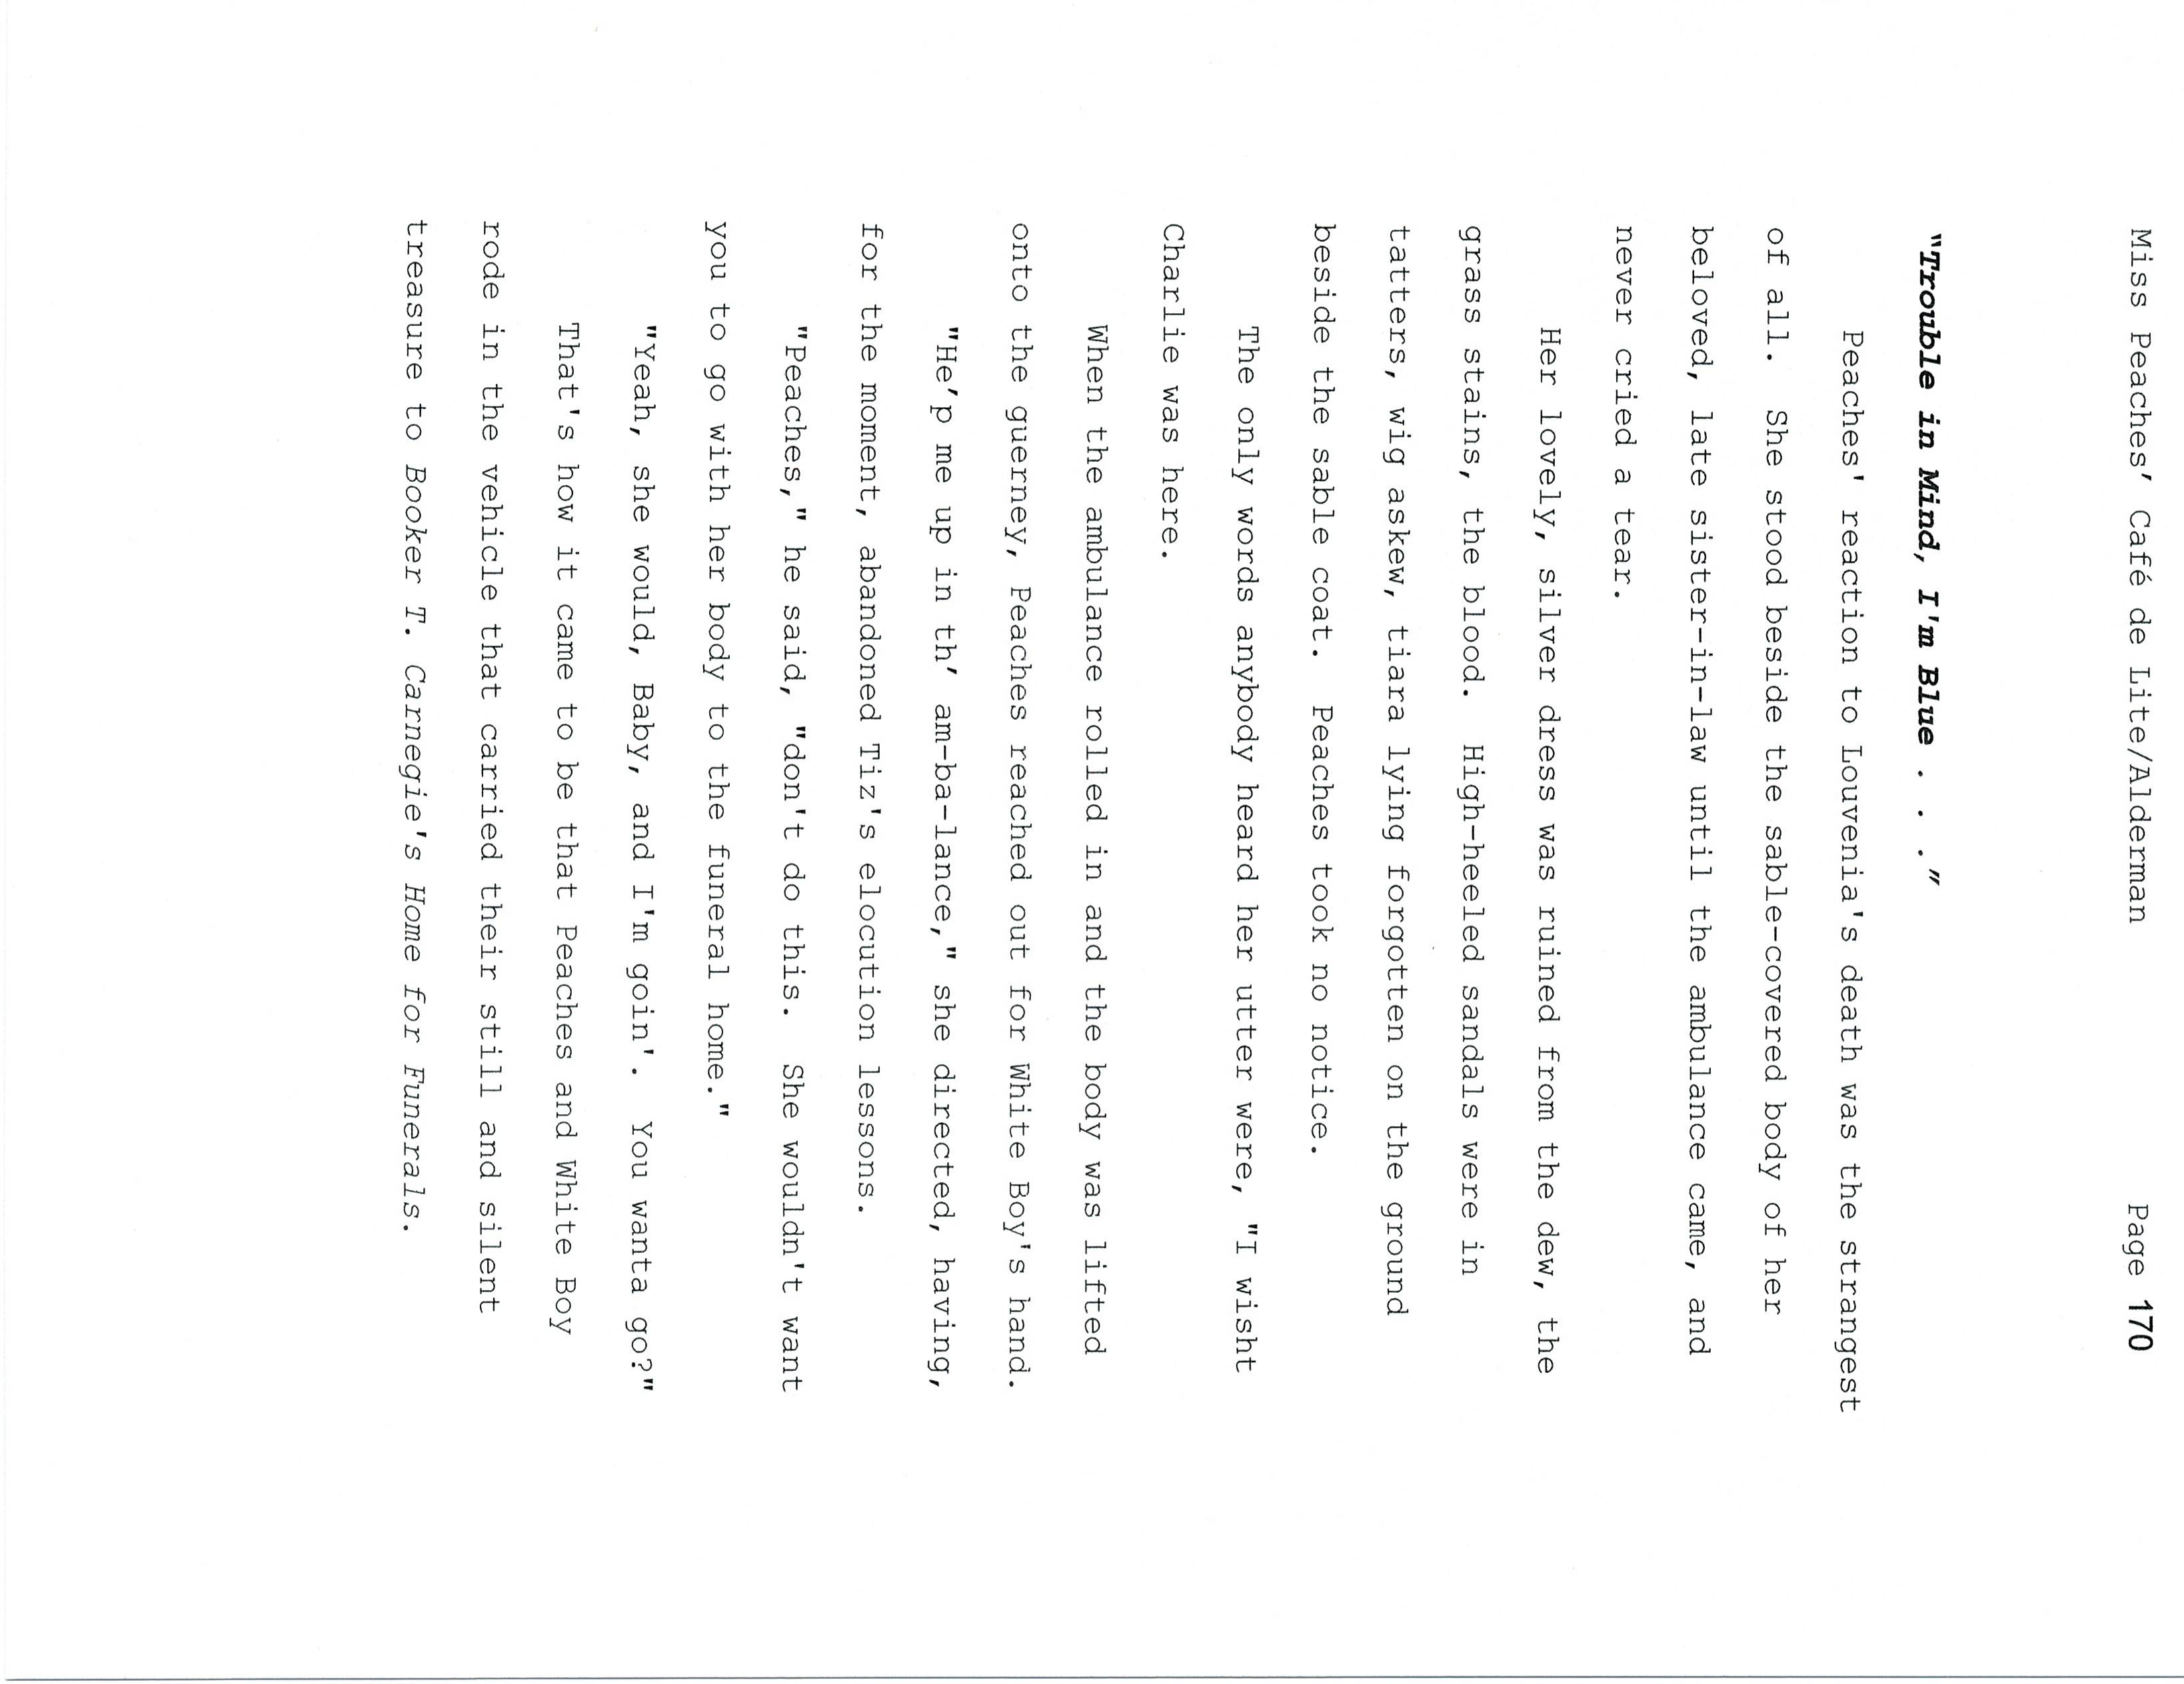 Miss Peaches’ Café de Lite/Alderman Page 170
“Trouble in Mind, I'm Blue . . .”
Peaches' reaction to Louvenia's death was the strangest
of all. She stood beside the sable-covered body of her
beloved, late sister-in-law until the ambulance came, and
never cried a tear.
Her lovely, silver dress was ruined from the dew, the
grass stains, the blood. High-heeled sandals were in
tatters, wig askew, tiara lying forgotten on the ground
beside the sable coat. Peaches took no notice.
The only words anybody heard her utter were, "I wisht
Charlie was here.
When the ambulance rolled in and the body was lifted
onto the guerney, Peaches reached out for White Boy's hand.
"He’p me up in th’ am-ba-lance," she directed, having,
for the moment, abandoned Tiz's elocution lessons.
"Peaches," he said, "don't do this. She wouldn't want
you to go with her body to the funeral home."
"Yeah, she would, Baby, and I'm goin'. You wanta go?"
That's how it came to be that Peaches and White Boy
rode in the vehicle that carried their still and silent
treasure to Booker T. Carnegie's Home for Funerals.